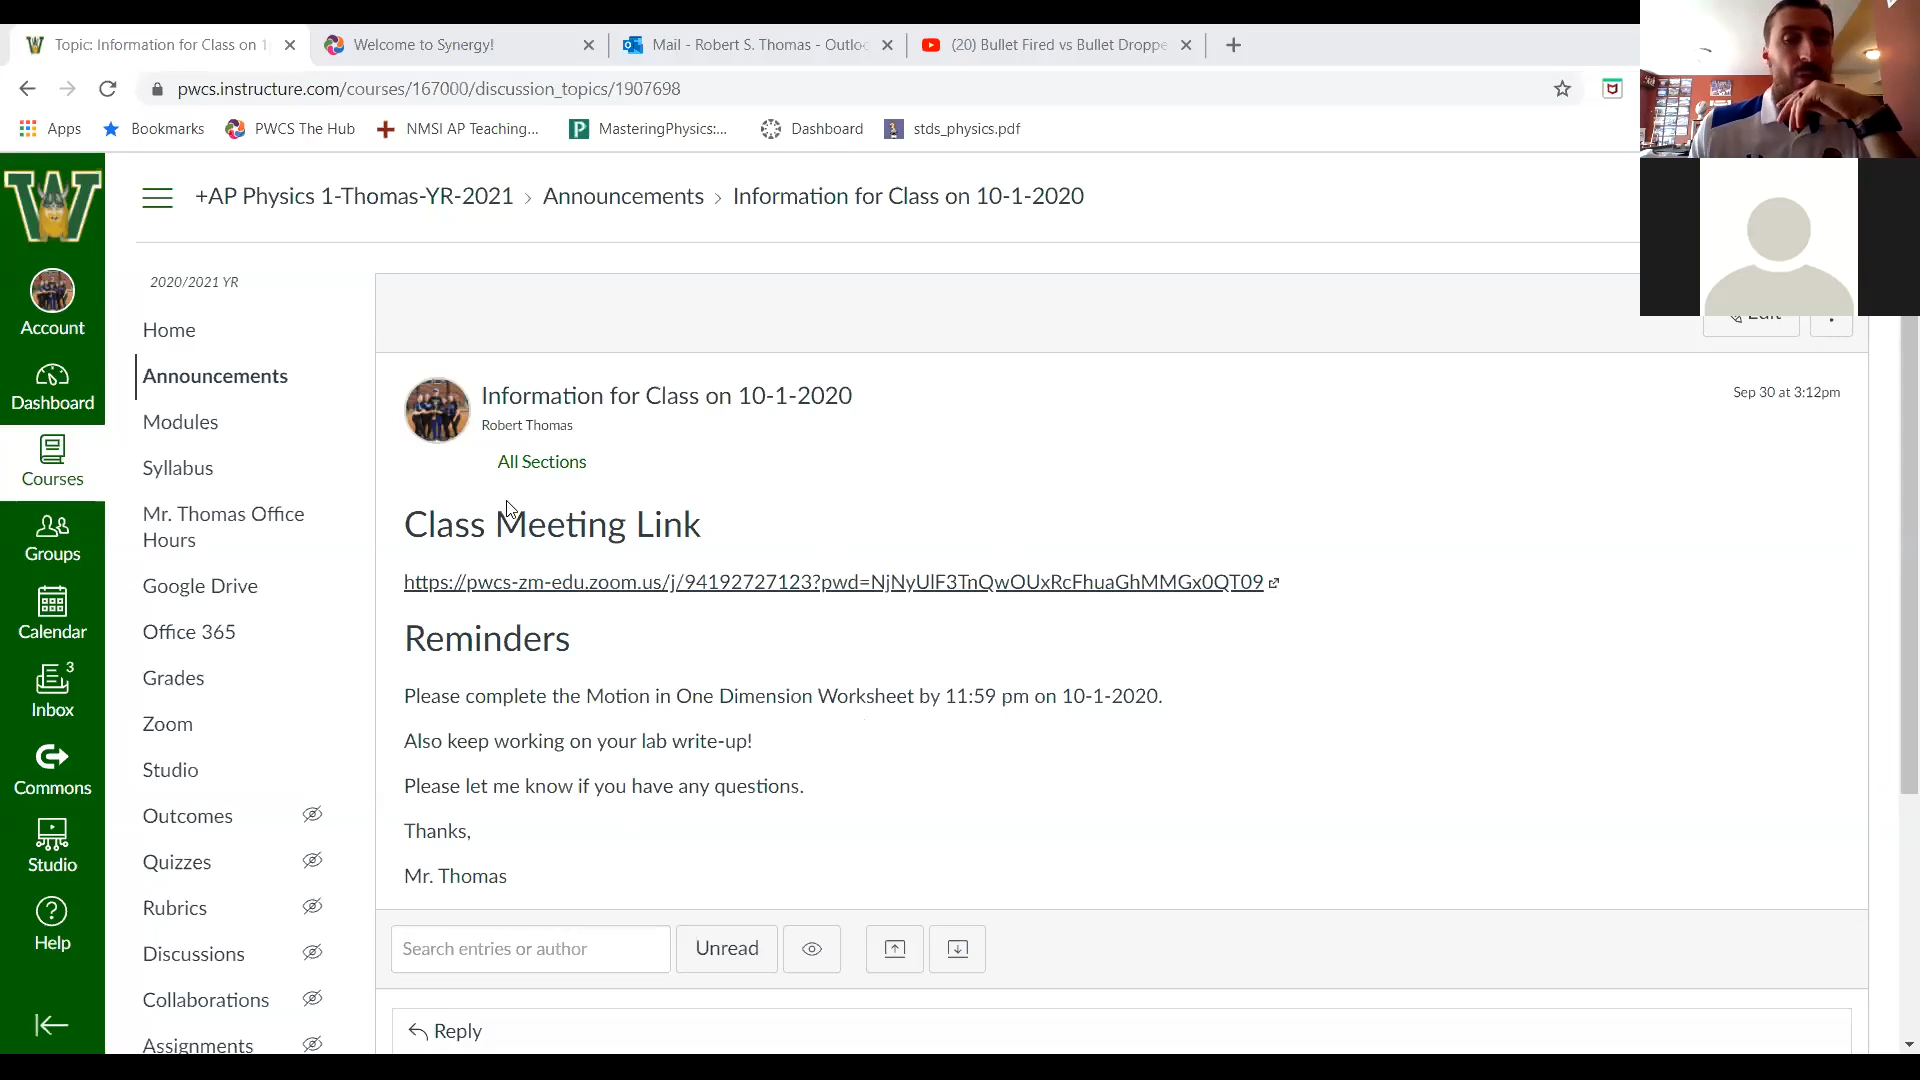 Topic: Information for Class on 1
Welcome to Synergy!
Mail - Robert S. Thomas - Outlo
(20) Bullet Fired vs Bullet Droppe
pwcs.instructure.com/courses/167000/discussion_topics/1907698
Apps
Bookmarks
PWCS The Hub
NMSI AP Teaching...
MasteringPhysics:...
Dashboard
stds_physics.pdf
W
Account
Dashboard
Courses
Groups
Calendar
3
Inbox
Commons
Studio
Help
+AP Physics 1-Thomas-YR-2021 › Announcements › Information for Class on 10-1-2020
2020/2021 YR
Home
Announcements
Modules
Syllabus
Mr. Thomas Office
Hours
Google Drive
Office 365
Grades
Zoom
Studio
Outcomes
Quizzes
Rubrics
Discussions
Collaborations
Assignments
Edit
Information for Class on 10-1-2020
Sep 30 at 3:12pm
Robert Thomas
All Sections
Class Meeting Link
https://pwcs-zm-edu.zoom.us/j/94192727123?pwd=NjNyUlF3TnQwOUxRcFhuaGhMMGx0QT09
Reminders
Please complete the Motion in One Dimension Worksheet by 11:59 pm on 10-1-2020.
Also keep working on your lab write-up!
Please let me know if you have any questions.
Thanks,
Mr. Thomas
Search entries or author
Unread
Reply